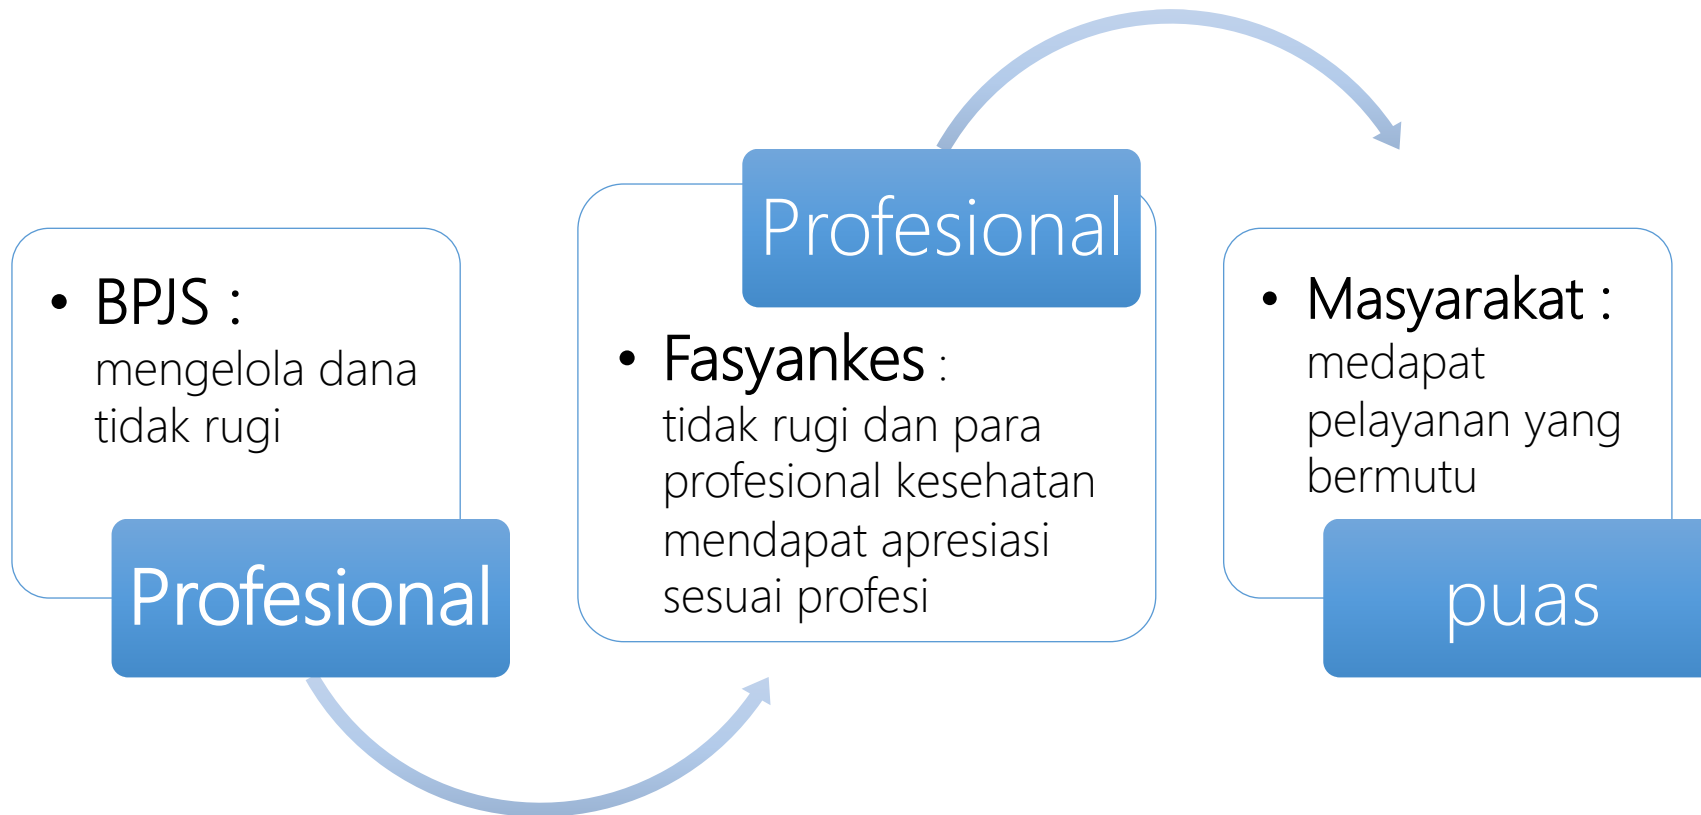 • BPJS :
mengelola dana
tidak rugi
Profesional
Profesional
• Fasyankes :
tidak rugi dan para
profesional kesehatan
mendapat apresiasi
sesuai profesi
• Masyarakat :
medapat
pelayanan yang
bermutu
puas